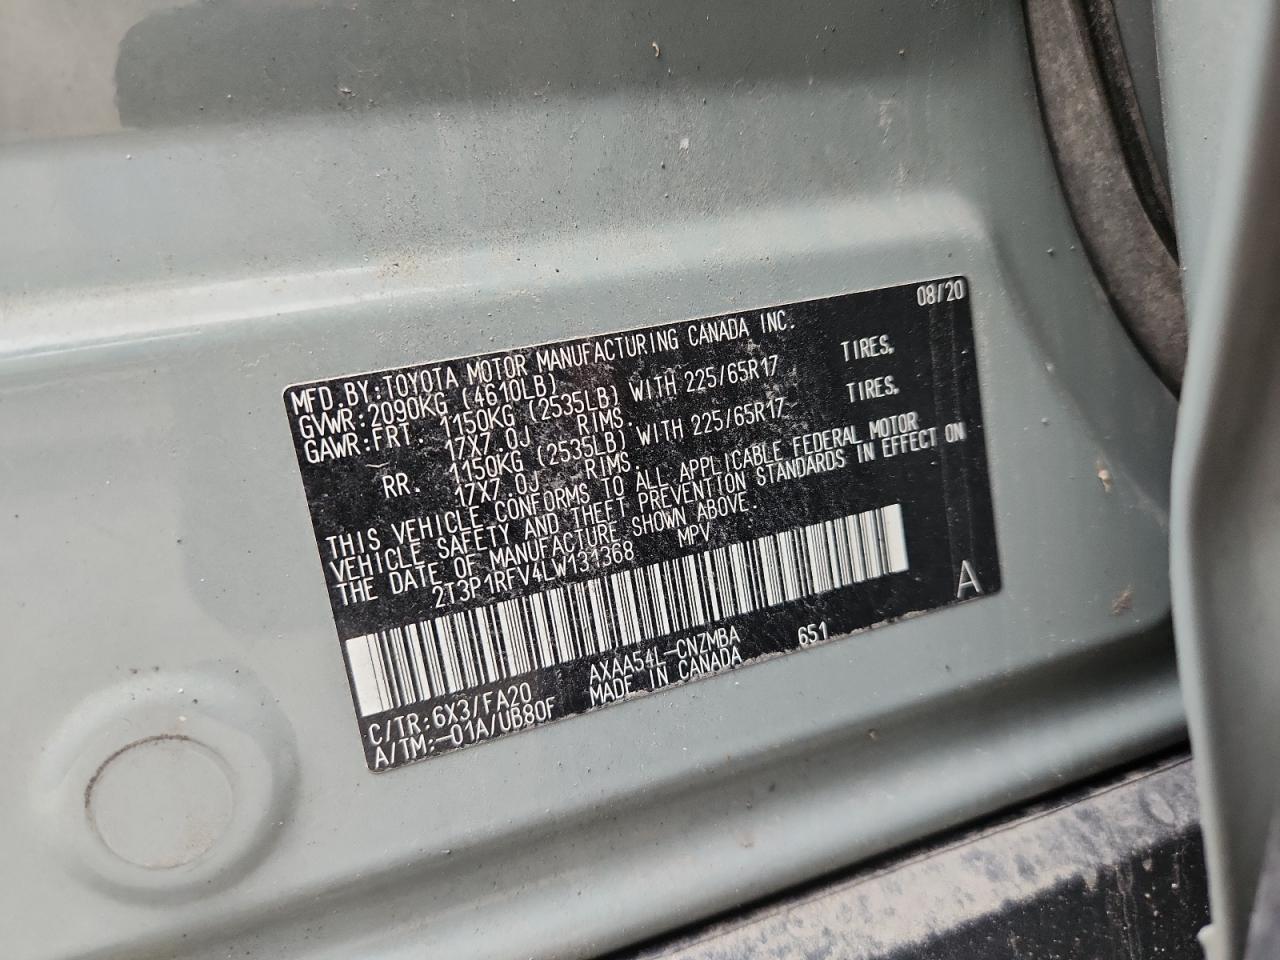 08/20
MFD.BY:TOYOTA MOTOR MANUFACTURING CANADA INC.
GVWR:2090KG (4610LB)
GAWR:FRT. 1150KG (2535LB) WITH 225/65R17 TIRES.
17X7.0J RIMS.
RR. 1150KG (2535LB) WITH 225/65R17 TIRES.
17X7.0J RIMS.
THIS VEHICLE CONFORMS TO ALL APPLICABLE FEDERAL MOTOR
VEHICLE SAFETY AND THEFT PREVENTION STANDARDS IN EFFECT ON
THE DATE OF MANUFACTURE SHOWN ABOVE.
2T3P1RFV4LW131368 MPV
A
C/TR:6X3/FA20 AXAA54L-CNZMBA 651
A/TM:-01A/UB80F MADE IN CANADA